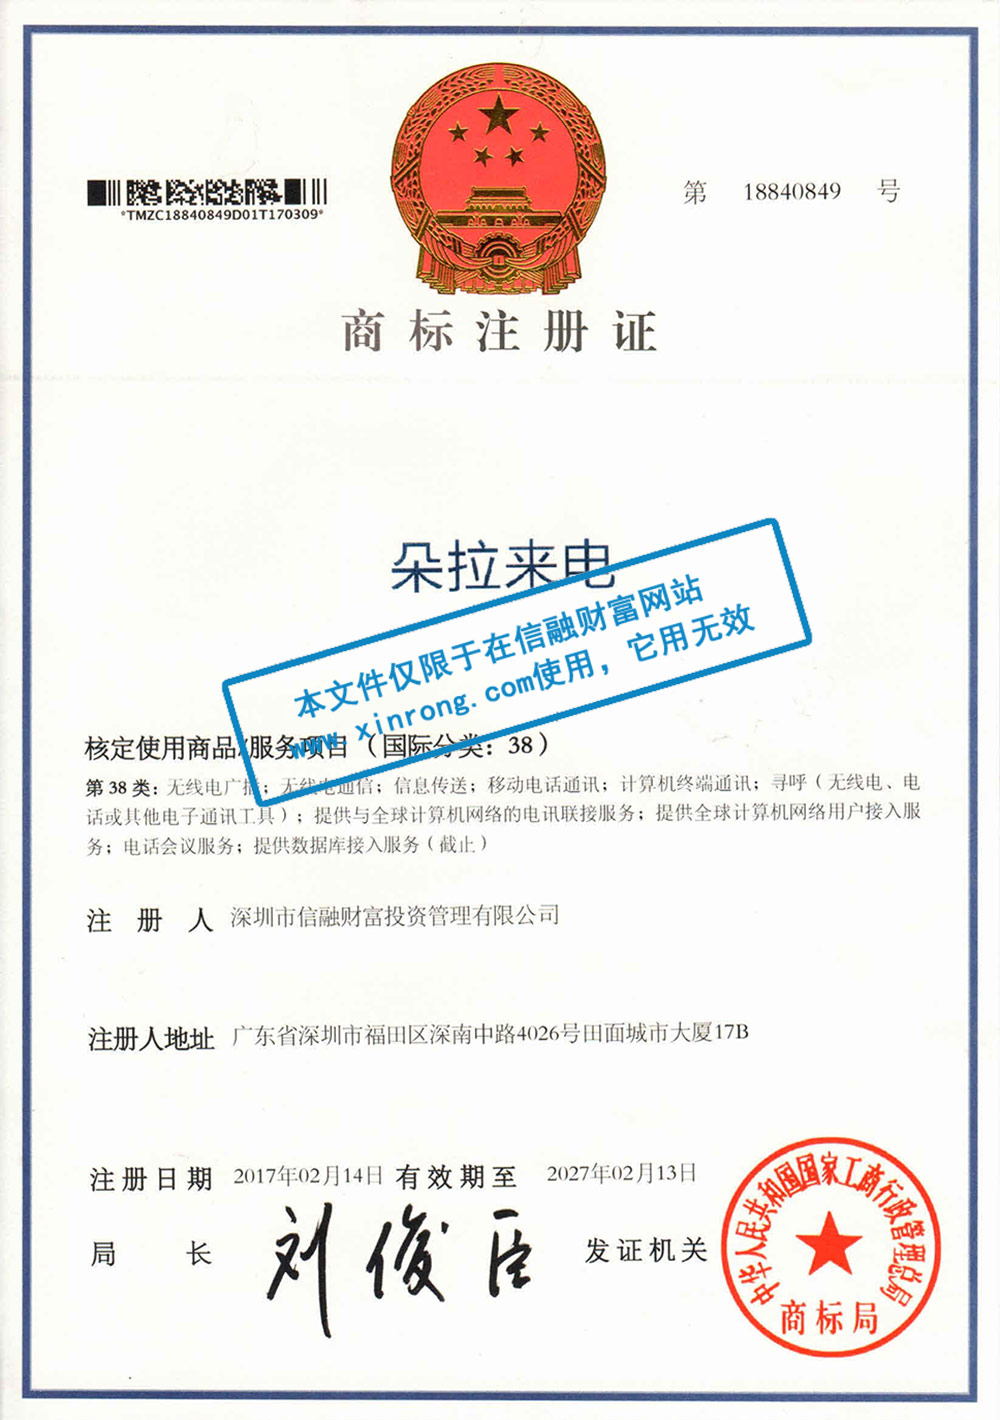 *TMZC18840849D01T170309*
第 18840849 号
商标注册证
朵拉来电
本文件仅限于在信融财富网站
www.xinrong.com使用，它用无效
核定使用商品/服务项目（国际分类：38）
第 38 类：无线电广播；无线电通信；信息传送；移动电话通讯；计算机终端通讯；寻呼（无线电、电
话或其他电子通讯工具）；提供与全球计算机网络的电讯联接服务；提供全球计算机网络用户接入服
务；电话会议服务；提供数据库接入服务（截止）
注册人 深圳市信融财富投资管理有限公司
注册人地址 广东省深圳市福田区深南中路4026号田面城市大厦17B
注册日期 2017年02月14日 有效期至 2027年02月13日
局长 刘俊臣 发证机关
中华人民共和国国家工商行政管理总局
商标局